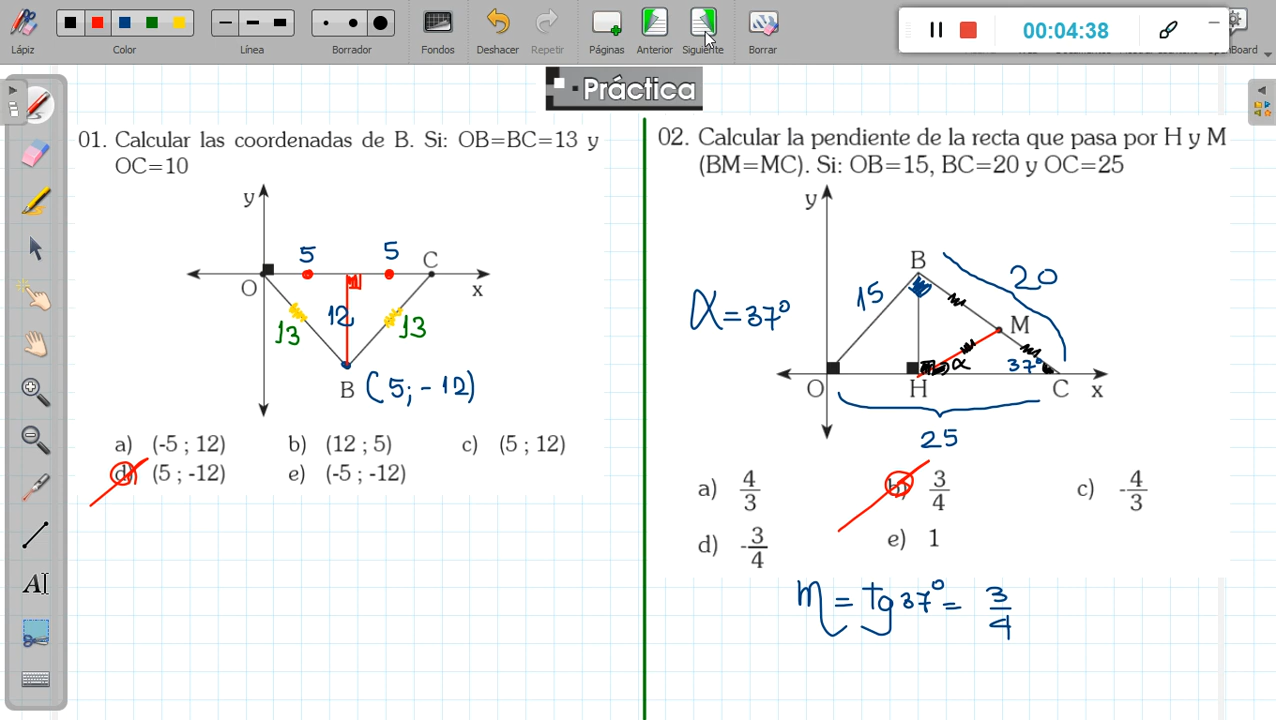 Lápiz
Color
Línea
Borrador
Fondos
Deshacer
Repetir
Páginas
Anterior
Siguiente
Borrar
00:04:38
OpenBoard
Práctica
01. Calcular las coordenadas de B. Si: OB=BC=13 y
OC=10
y
5
5
C
O
x
12
13
13
B
(5; -12)
a) (-5 ; 12)
b) (12 ; 5)
c) (5 ; 12)
d) (5 ; -12)
e) (-5 ; -12)
02. Calcular la pendiente de la recta que pasa por H y M
(BM=MC). Si: OB=15, BC=20 y OC=25
y
B
20
15
α = 37°
M
α
37°
O
H
C
x
25
a) 4/3
b) 3/4
c) -4/3
d) -3/4
e) 1
m = tg 37° = 3/4
AI